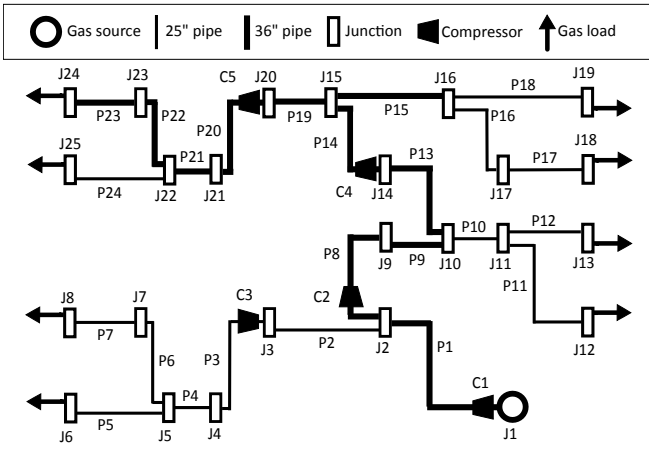 Gas source 25" pipe 36" pipe Junction Compressor Gas load
J24 J23 C5 J20 J15 J16 P18 J19
P23 P22 P19 P15 P16
P20 P14 P13 J18
J25 P21 P17
P24 J22 J21 C4 J14 J17
P10 P12
P8 J9 P9 J10 J11 J13
P11
J8 J7 C3 C2
P7 P3 J3 P2 J2 J12
P6 P1
P4 C1
P5 J4
J6 J5 J1